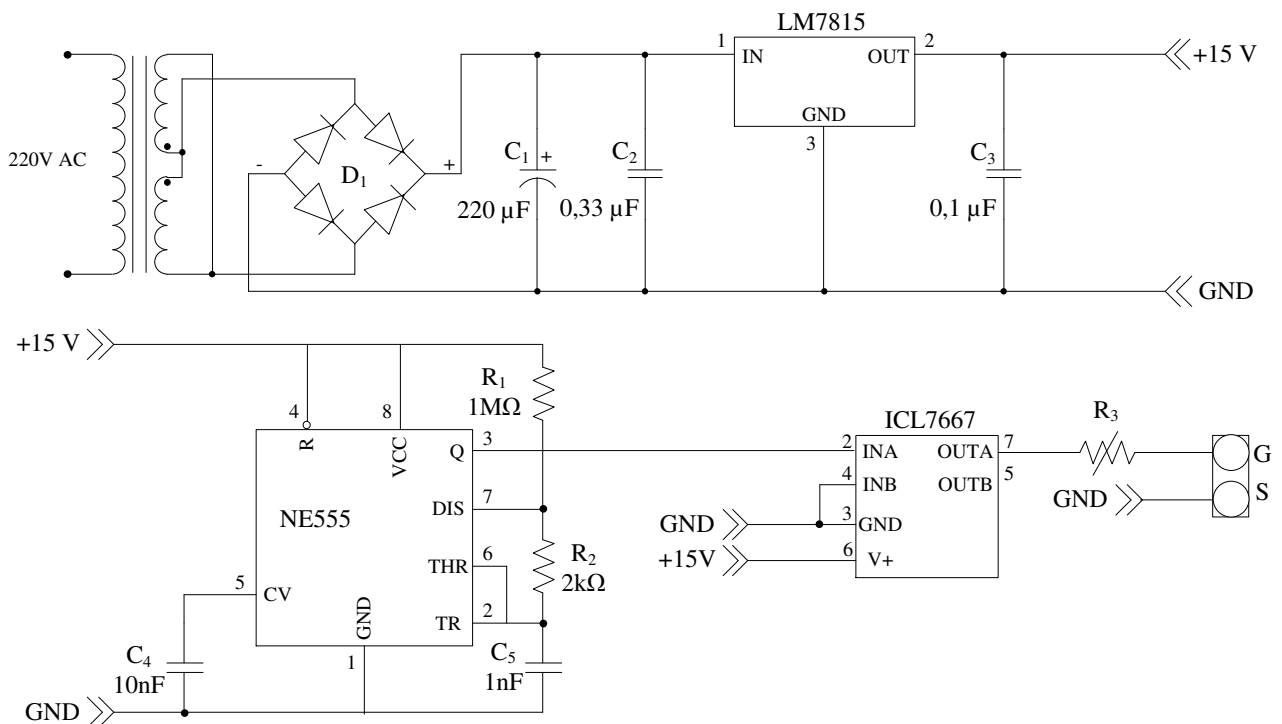 LM7815
1
IN
OUT
2
+15 V
GND
3
220V AC
-
D₁
+
C₁
+
220 µF
C₂
0,33 µF
C₃
0,1 µF
GND
+15 V
R₁
1MΩ
4
8
R
VCC
Q
3
DIS
7
NE555
THR
6
R₂
2kΩ
5
CV
GND
TR
2
1
C₄
10nF
C₅
1nF
GND
ICL7667
2
INA
OUTA
7
R₃
G
4
INB
OUTB
5
GND
S
GND
3
GND
+15V
6
V+